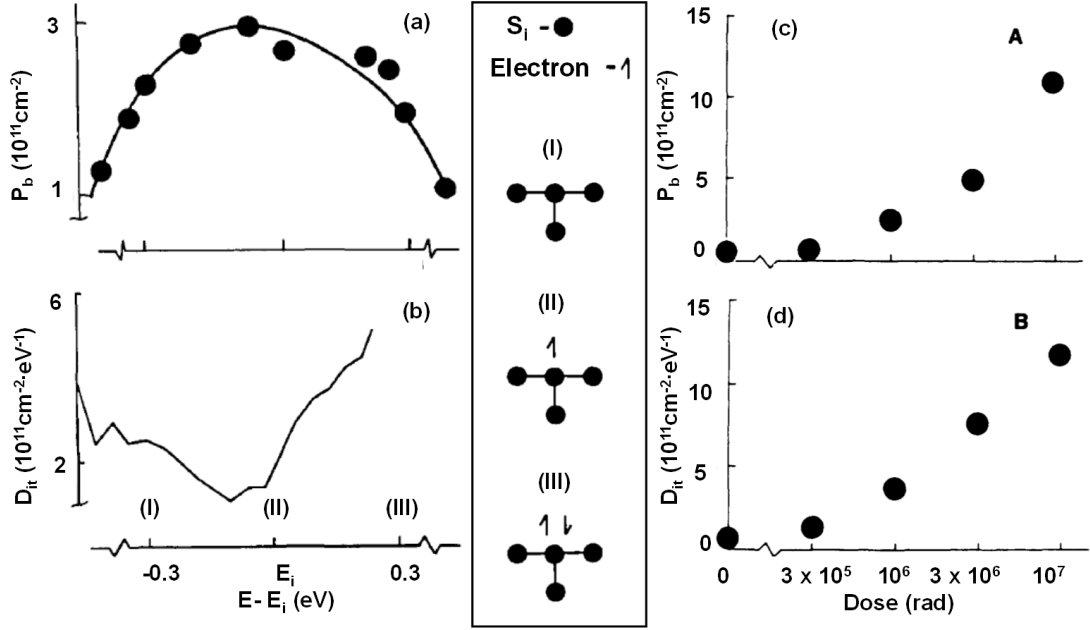 (a)
3
1
P_b (10^11cm^-2)
(b)
6
2
D_it (10^11cm^-2·eV^-1)
(I)
(II)
(III)
-0.3
E_i
0.3
E - E_i (eV)
S_i -
Electron - 1
(I)
(II)
1
(III)
1
(c)
A
15
10
5
0
P_b (10^11cm^-2)
(d)
B
15
10
5
0
D_it (10^11cm^-2·eV^-1)
0
3 x 10^5
10^6
3 x 10^6
10^7
Dose (rad)